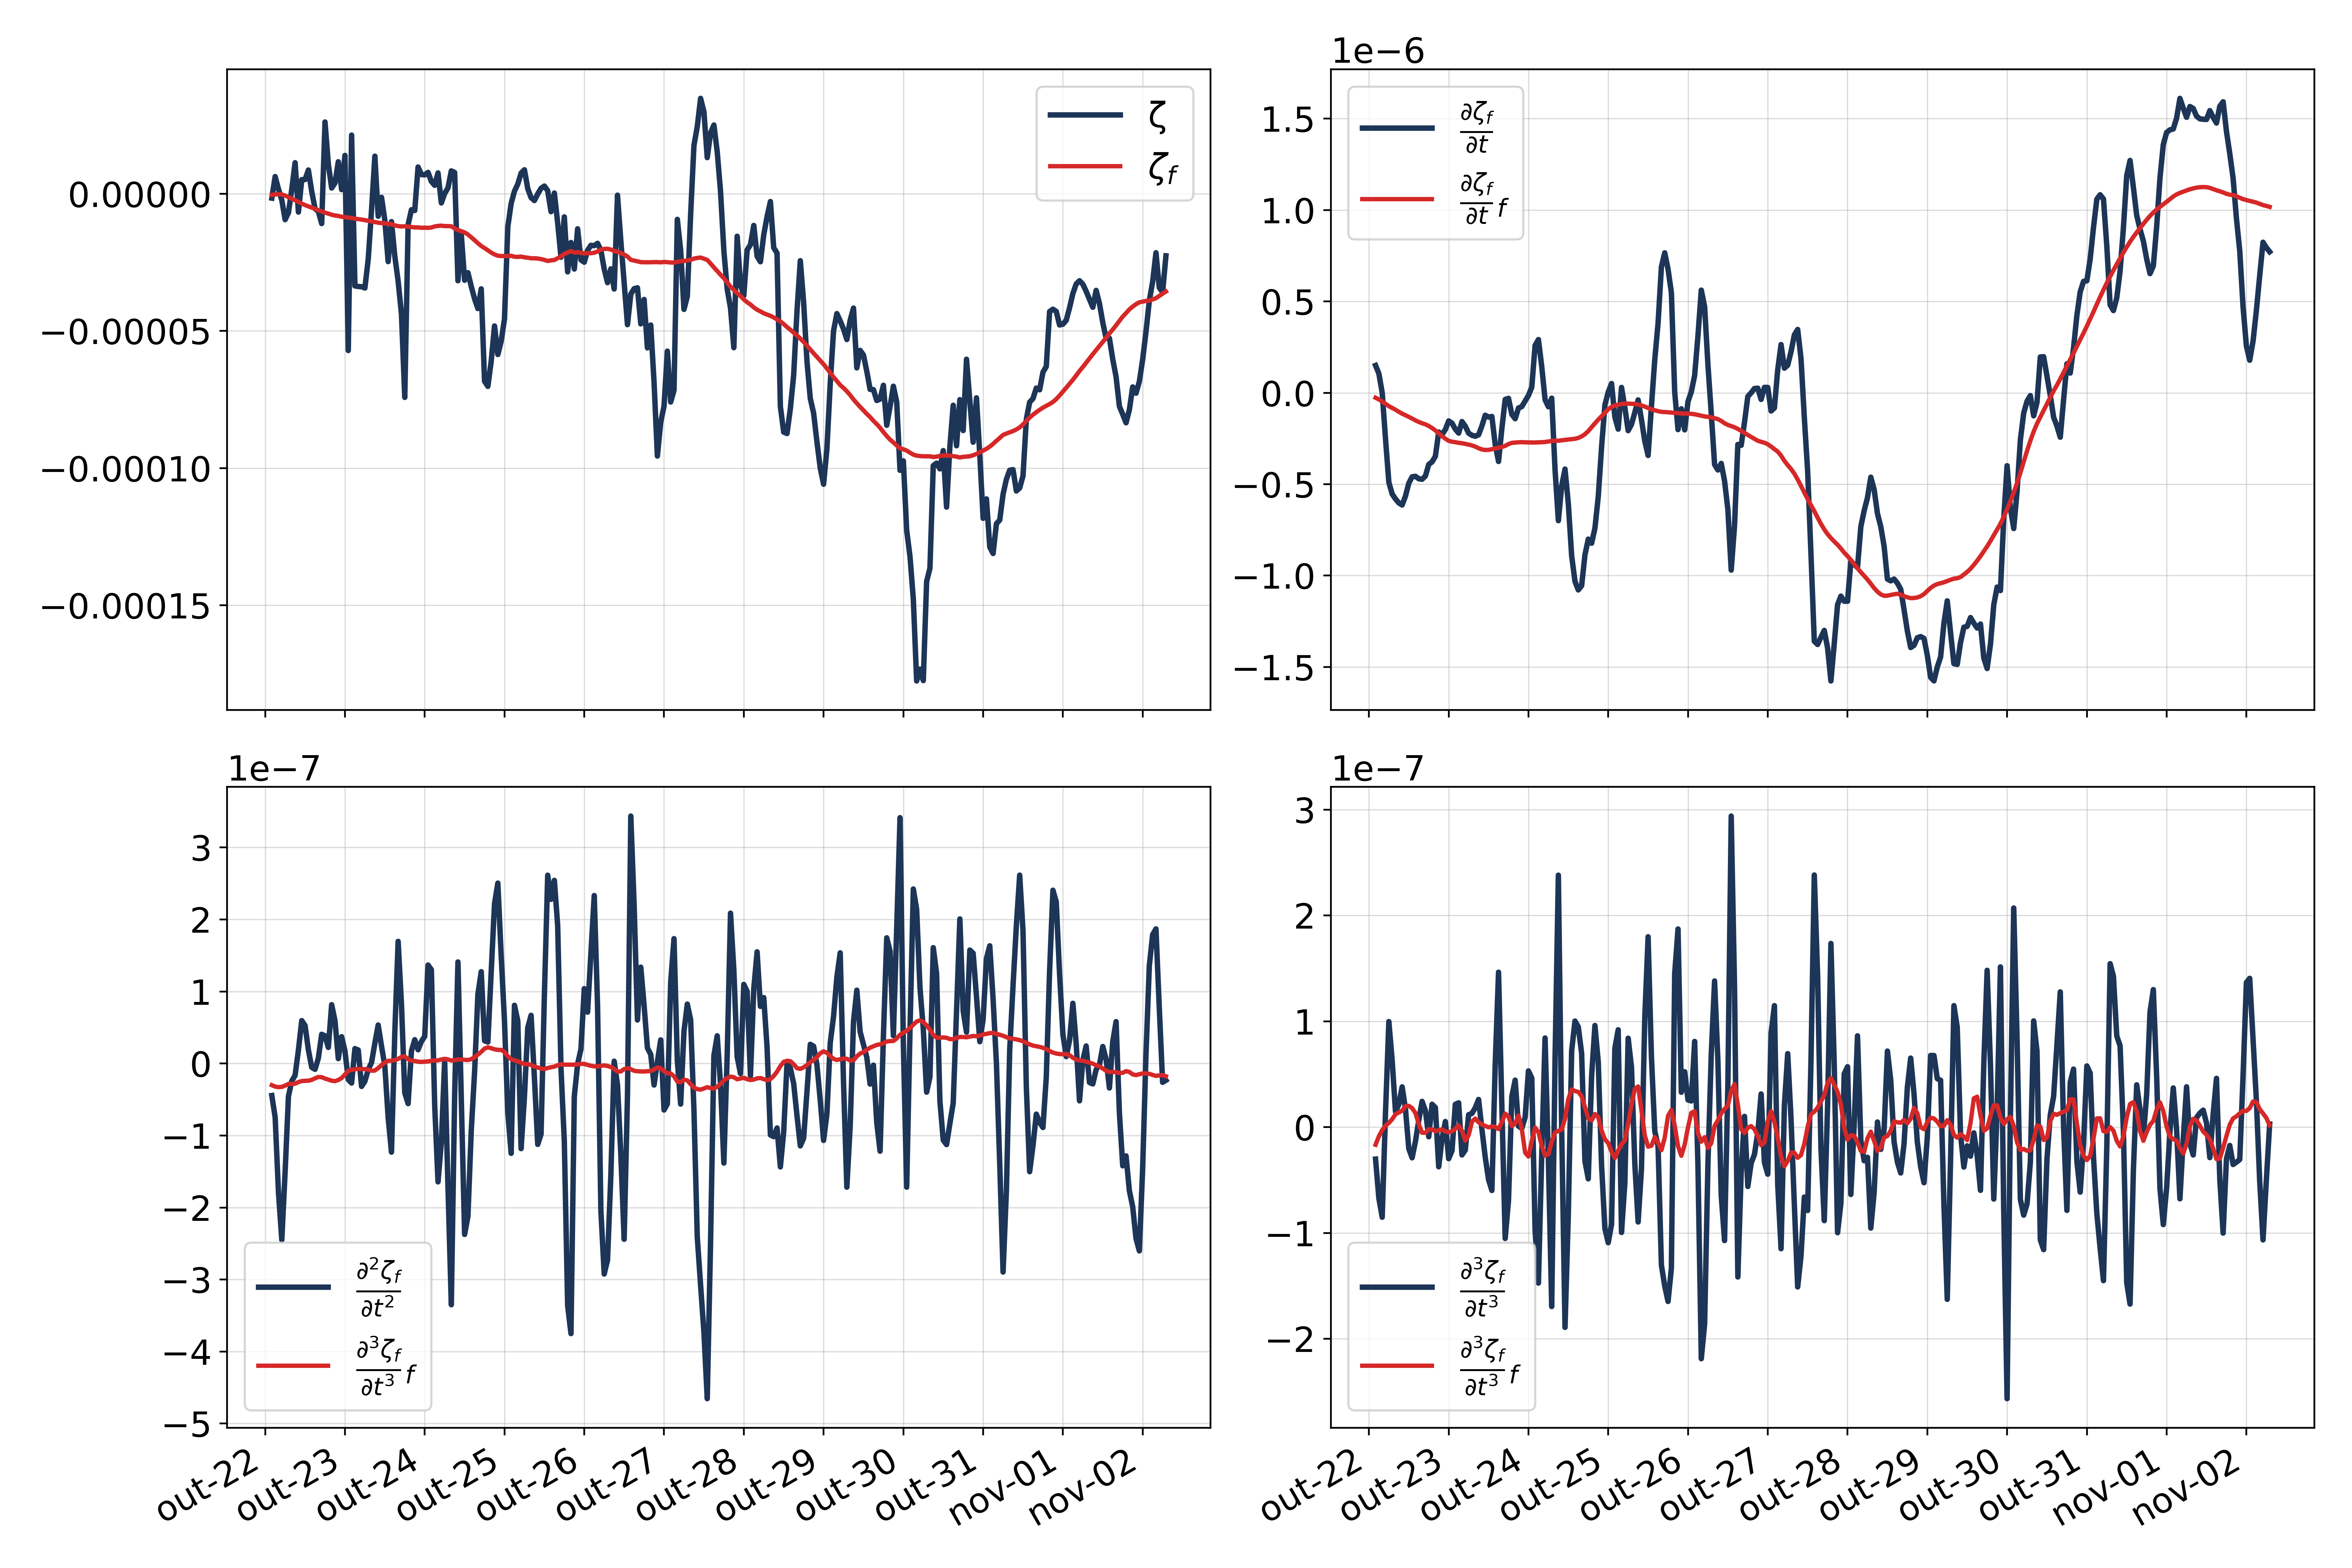 ζ
ζ_f
0.00000
−0.00005
−0.00010
−0.00015
1e−6
∂ζ_f/∂t
∂ζ_f/∂t f
1.5
1.0
0.5
0.0
−0.5
−1.0
−1.5
1e−7
3
2
1
0
−1
−2
−3
−4
−5
∂²ζ_f/∂t²
∂³ζ_f/∂t³ f
out-22
out-23
out-24
out-25
out-26
out-27
out-28
out-29
out-30
out-31
nov-01
nov-02
1e−7
3
2
1
0
−1
−2
∂³ζ_f/∂t³
∂³ζ_f/∂t³ f
out-22
out-23
out-24
out-25
out-26
out-27
out-28
out-29
out-30
out-31
nov-01
nov-02